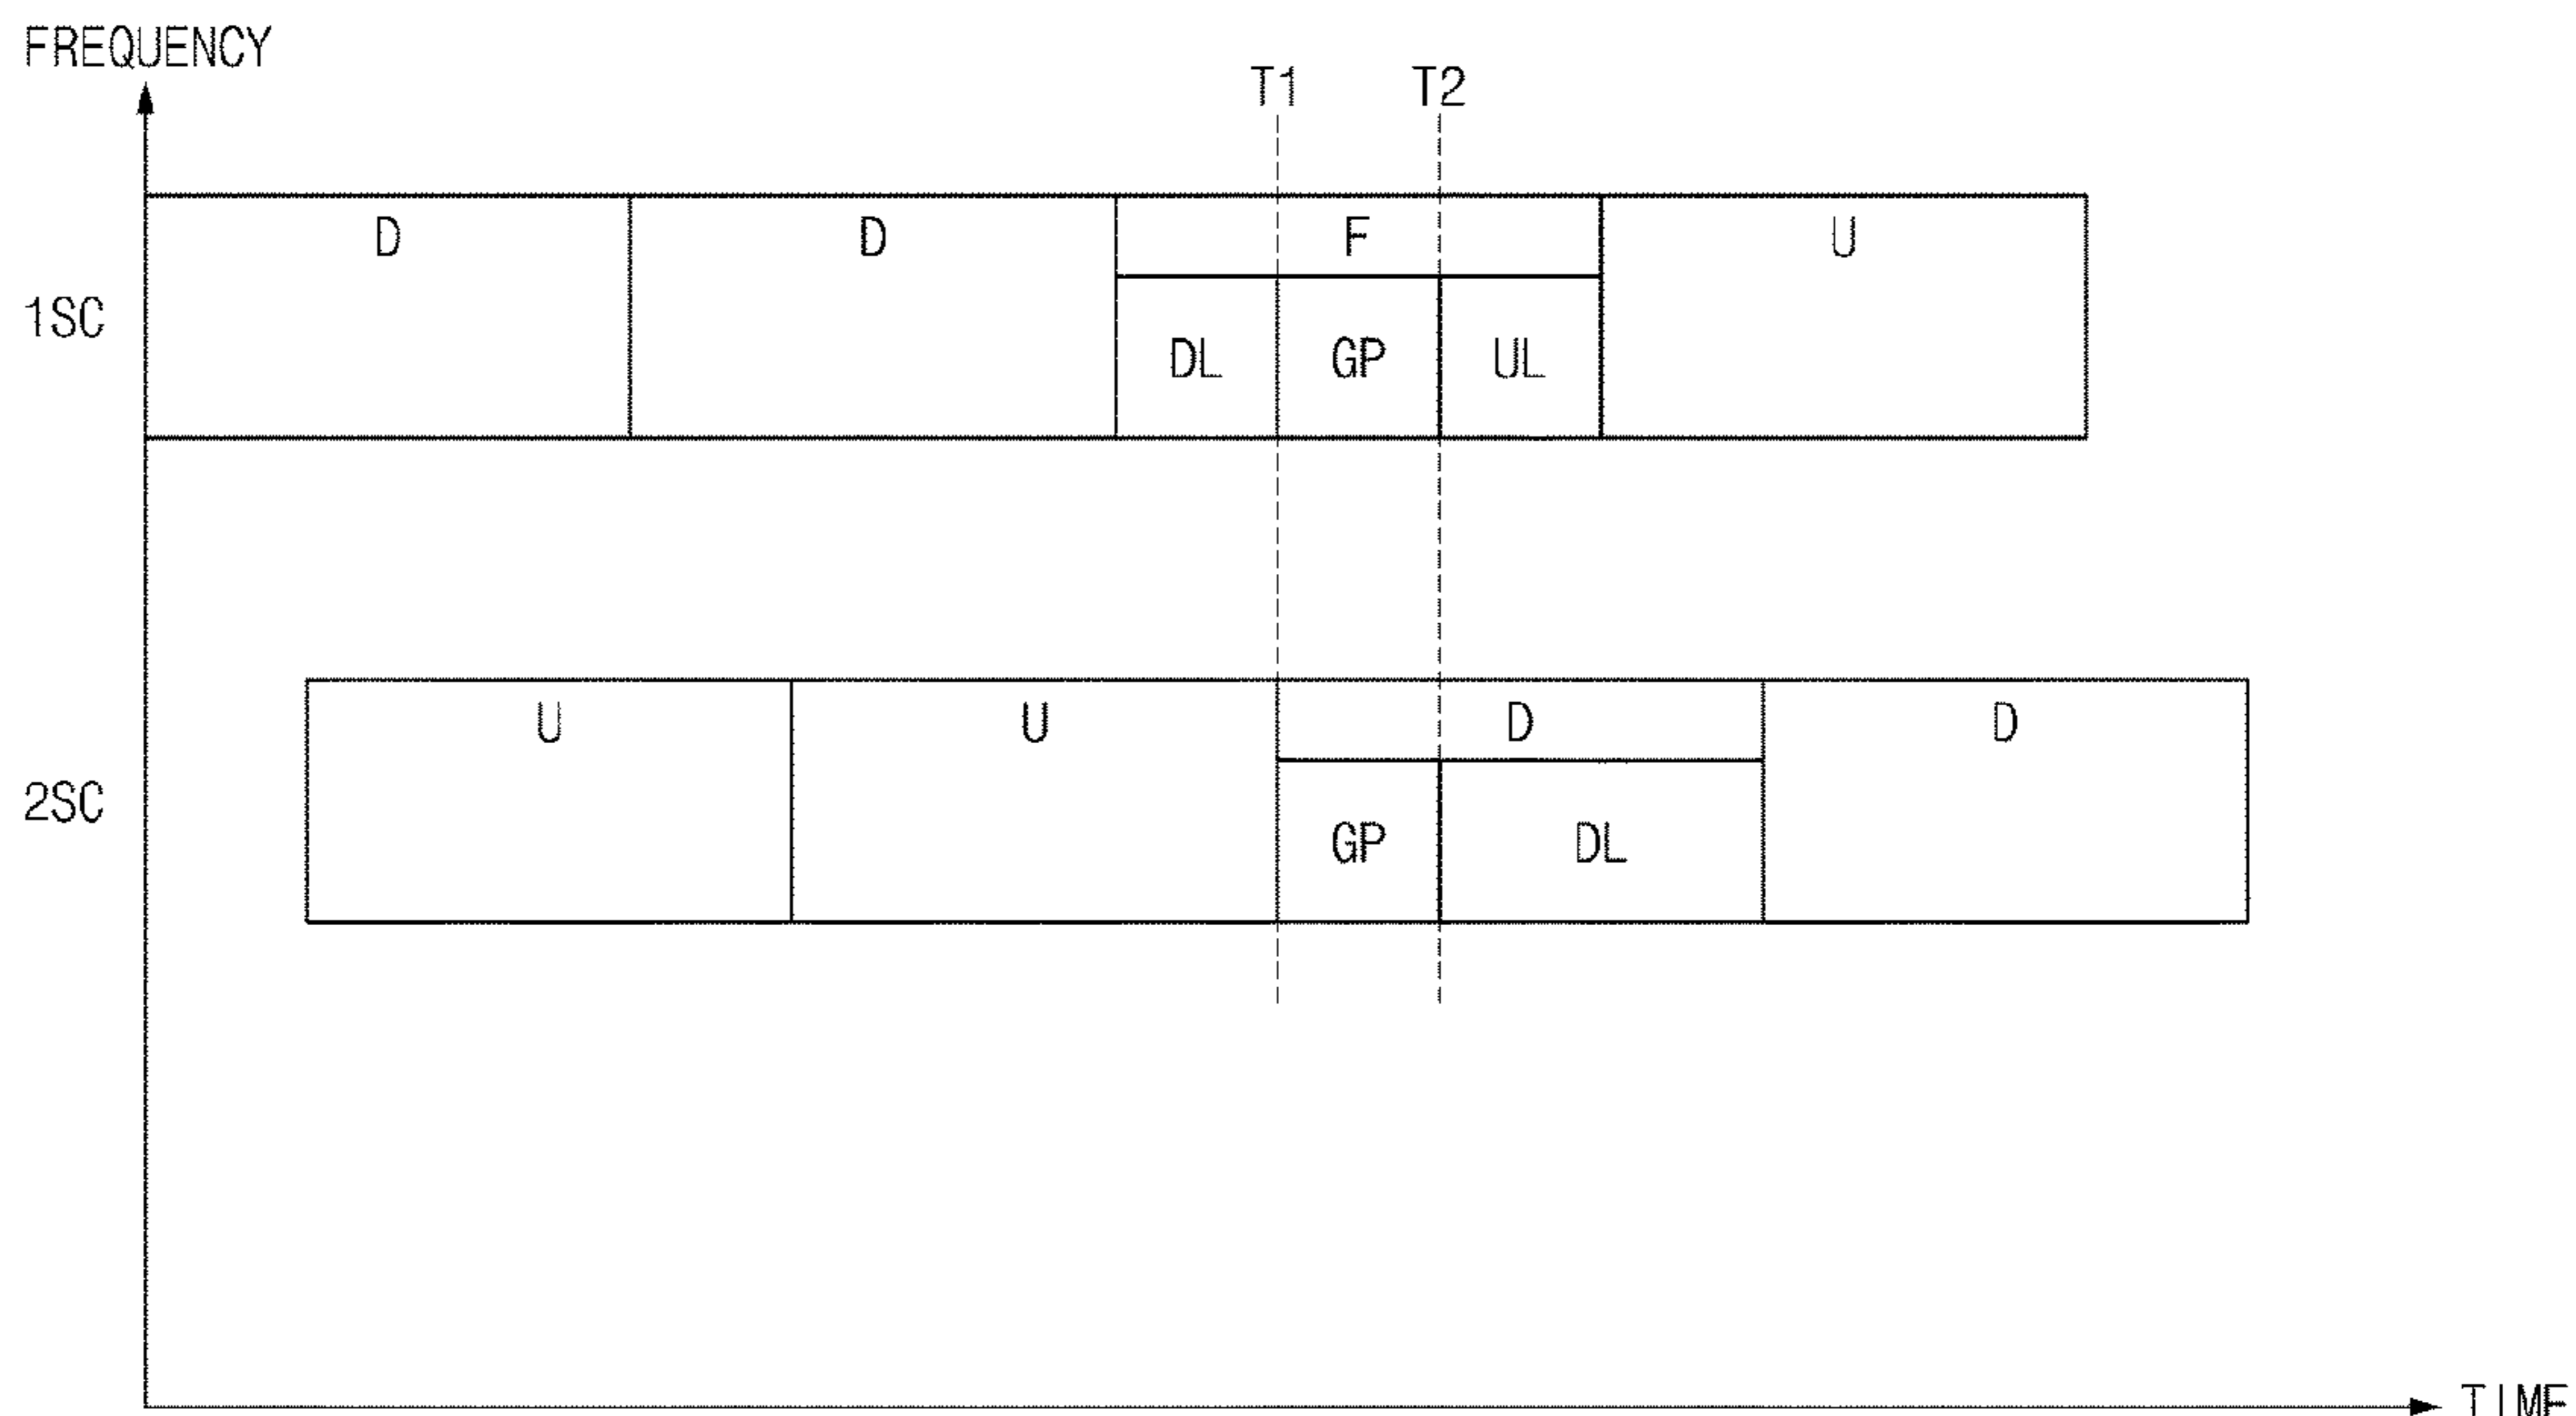 FREQUENCY
T1 T2
D D F U
1SC
DL GP UL
U U D D
2SC
GP DL
TIME